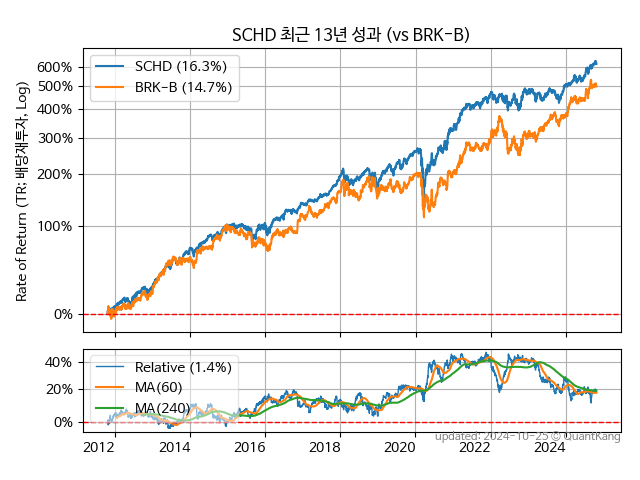 SCHD 최근 13년 성과 (vs BRK-B)
Rate of Return (TR: 배당재투자, Log)
600%
500%
400%
300%
200%
100%
0%
SCHD (16.3%)
BRK-B (14.7%)
40%
20%
0%
Relative (1.4%)
MA(60)
MA(240)
2012 2014 2016 2018 2020 2022 2024
updated: 2024-10-25 © QuantKang